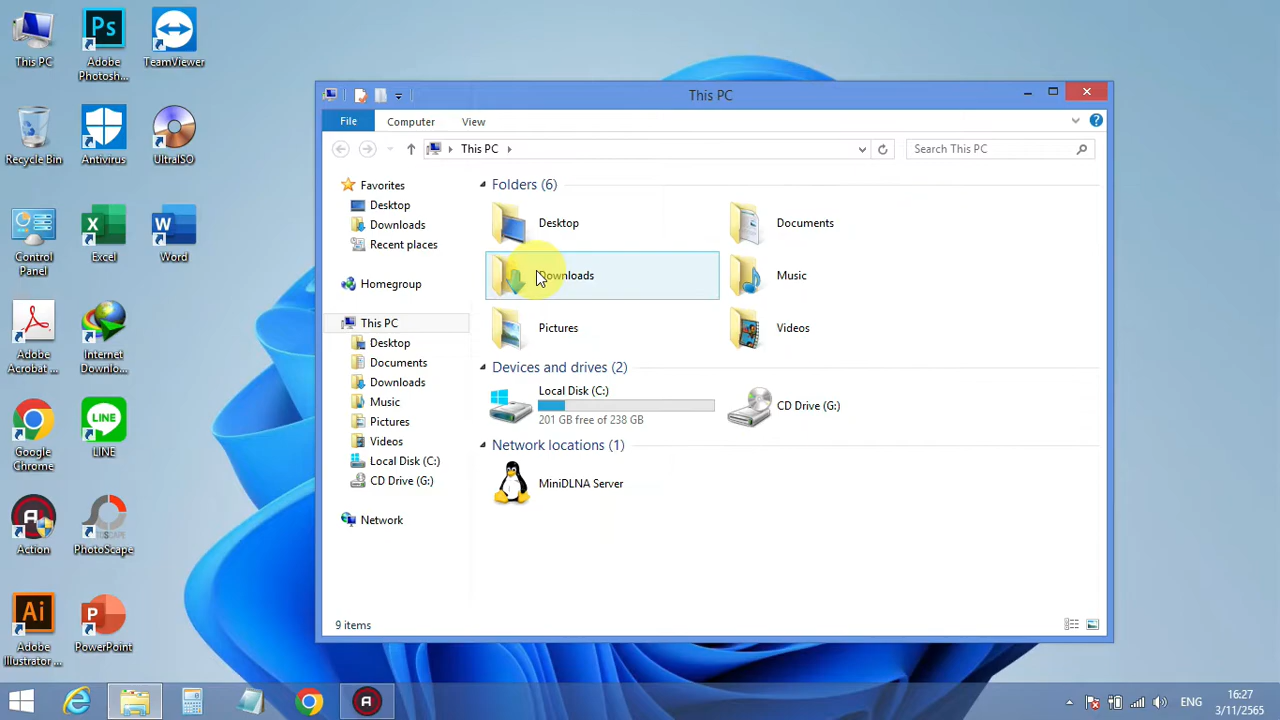 This PC
Adobe
Photosh...
TeamViewer
Recycle Bin
Antivirus
UltraISO
Control
Panel
Excel
Word
Adobe
Acrobat ...
Internet
Downlo...
Google
Chrome
LINE
Action
PhotoScape
Adobe
Illustrator ...
PowerPoint
This PC
File
Computer
View
This PC
Search This PC
Favorites
Desktop
Downloads
Recent places
Homegroup
This PC
Desktop
Documents
Downloads
Music
Pictures
Videos
Local Disk (C:)
CD Drive (G:)
Network
Folders (6)
Desktop
Documents
Downloads
Music
Pictures
Videos
Devices and drives (2)
Local Disk (C:)
201 GB free of 238 GB
CD Drive (G:)
Network locations (1)
MiniDLNA Server
9 items
ENG
16:27
3/11/2565